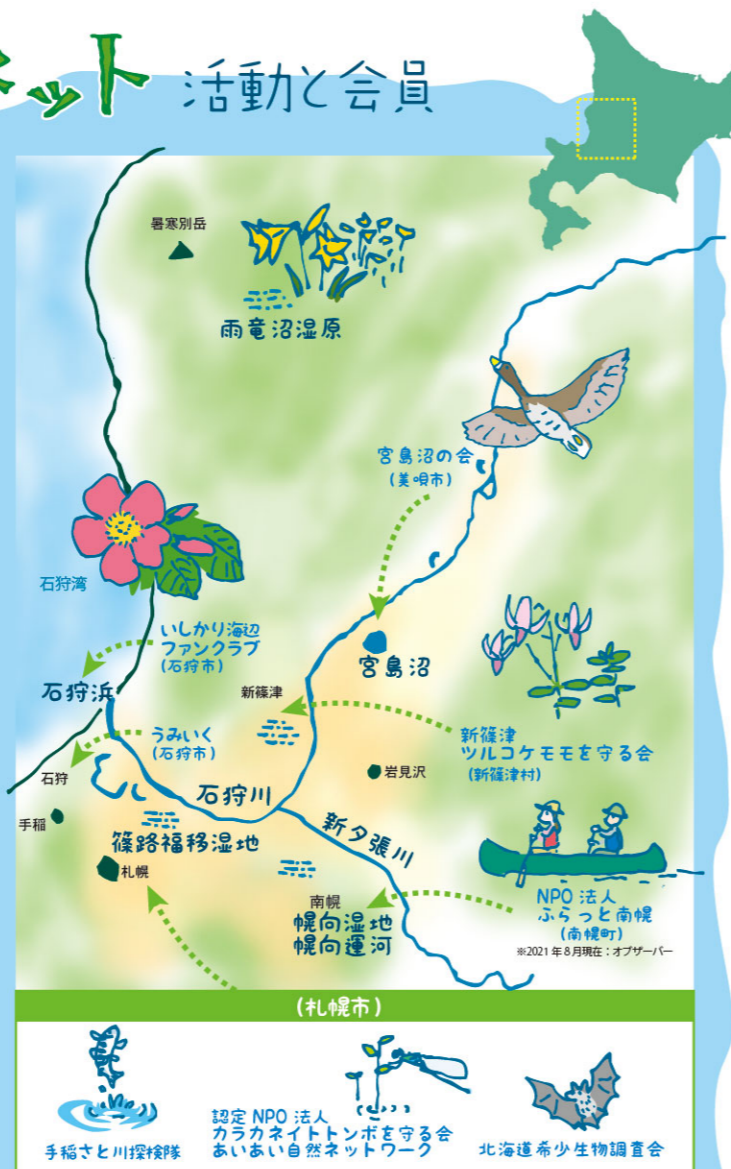 ネット 活動と会員
暑寒別岳
雨竜沼湿原
宮島沼の会
(美唄市)
石狩湾
いしかり海辺
ファンクラブ
(石狩市)
宮島沼
石狩浜
新篠津
うみいく
(石狩市)
新篠津
ツルコケモモを守る会
(新篠津村)
石狩
岩見沢
石狩川
手稲
新夕張川
篠路福移湿地
札幌
南幌
幌向湿地
幌向運河
NPO 法人
ふらっと南幌
(南幌町)
※2021 年 8 月現在:オブザーバー
(札幌市)
手稲さと川探検隊
認定 NPO 法人
カラカネイトトンボを守る会
あいあい自然ネットワーク
北海道希少生物調査会